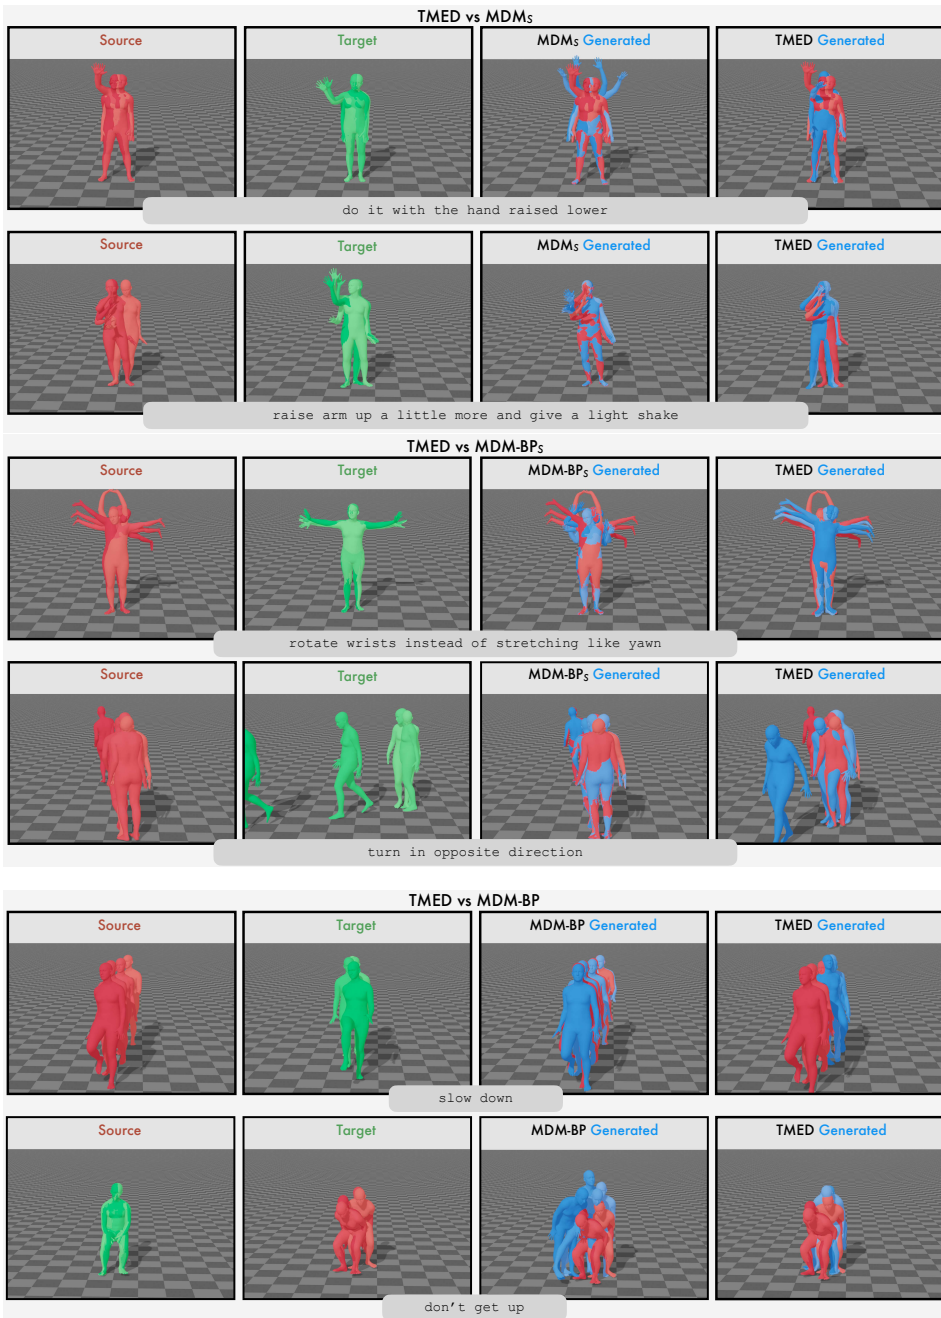 TMED vs MDMS
Source Target MDMS Generated TMED Generated
do it with the hand raised lower
Source Target MDMS Generated TMED Generated
raise arm up a little more and give a light shake
TMED vs MDM-BPS
Source Target MDM-BPS Generated TMED Generated
rotate wrists instead of stretching like yawn
Source Target MDM-BPS Generated TMED Generated
turn in opposite direction
TMED vs MDM-BP
Source Target MDM-BP Generated TMED Generated
slow down
Source Target MDM-BP Generated TMED Generated
don't get up